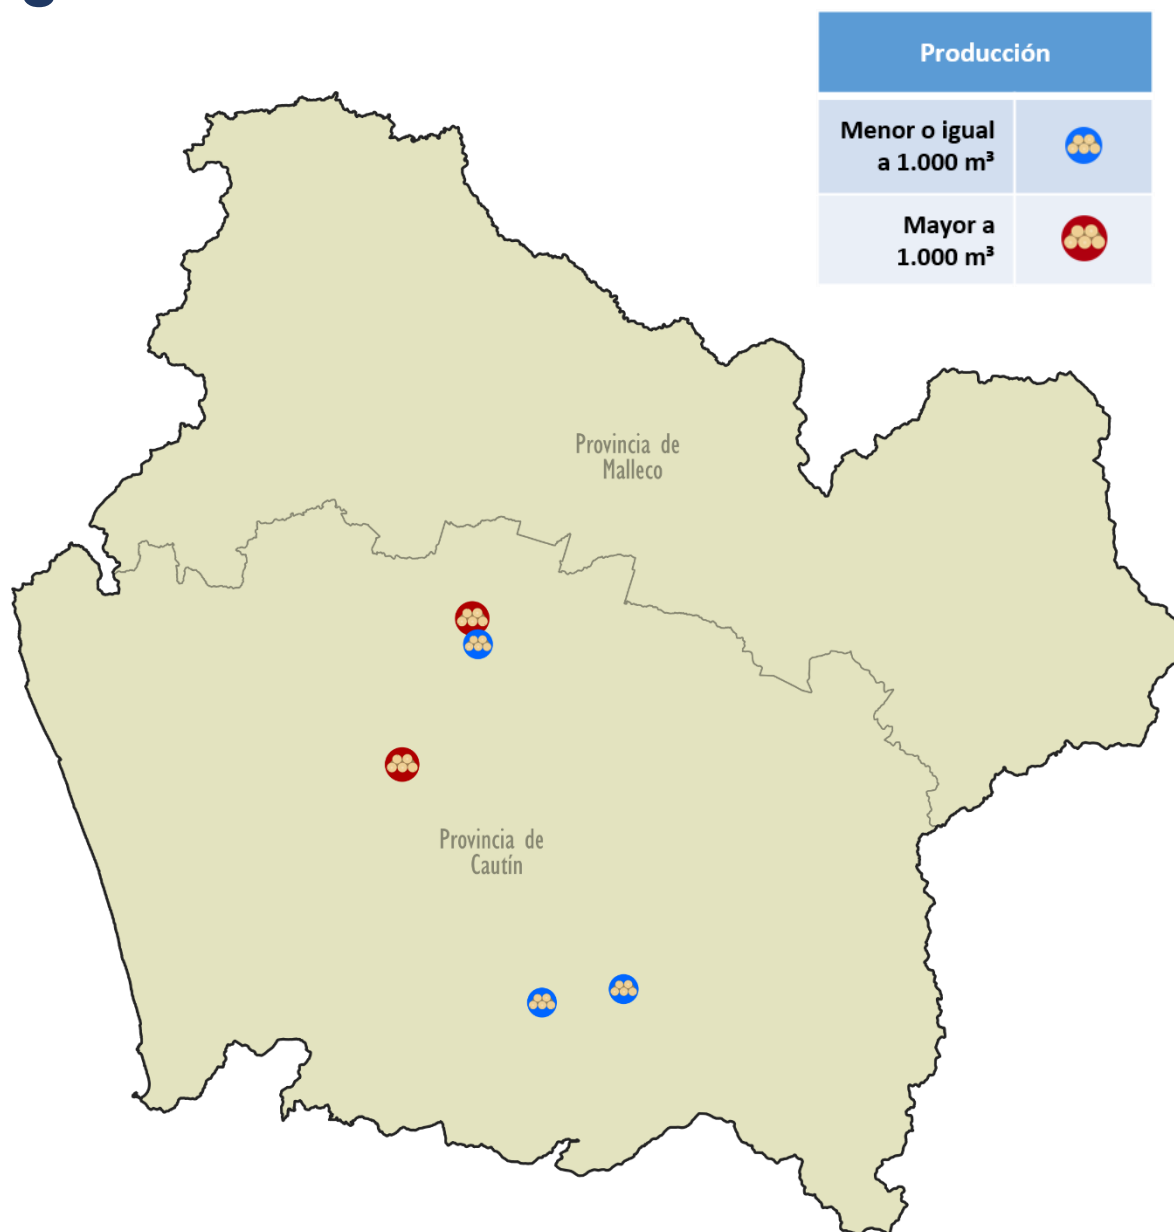 Producción
Menor o igual
a 1.000 m³
Mayor a
1.000 m³
Provincia de
Malleco
Provincia de
Cautín